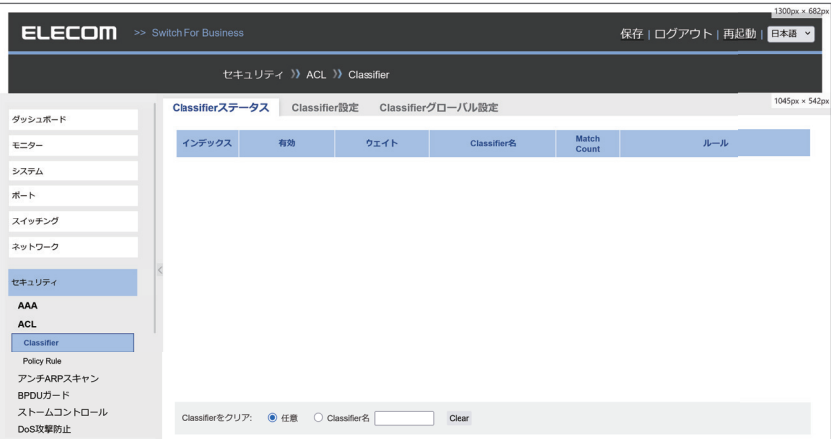 1300px × 682px
ELECOM >> Switch For Business 保存 | ログアウト | 再起動 | 日本語
セキュリティ 》 ACL 》 Classifier
1045px × 542px
Classifierステータス Classifier設定 Classifierグローバル設定
インデックス 有効 ウェイト Classifier名 Match Count ルール
ダッシュボード
モニター
システム
ポート
スイッチング
ネットワーク
セキュリティ
AAA
ACL
Classifier
Policy Rule
アンチARPスキャン
BPDUガード
ストームコントロール
DoS攻撃防止
Classifierをクリア: 任意 Classifier名 Clear